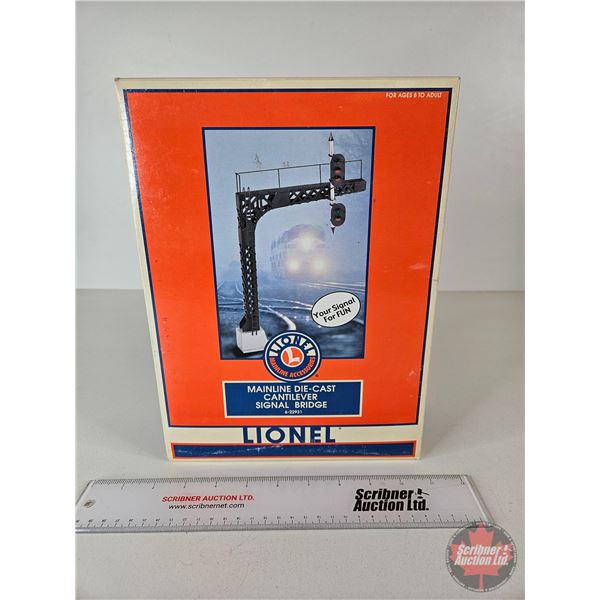 FOR AGES 8 TO ADULT
Your Signal
For FUN
LIONEL
MAINLINE ACCESSORIES
MAINLINE DIE-CAST
CANTILEVER
SIGNAL BRIDGE
6-22931
LIONEL
SCRIBNER AUCTION LTD.
www.scribnernet.com
Scribner
Auction Ltd.
Scribner
Auction Ltd.